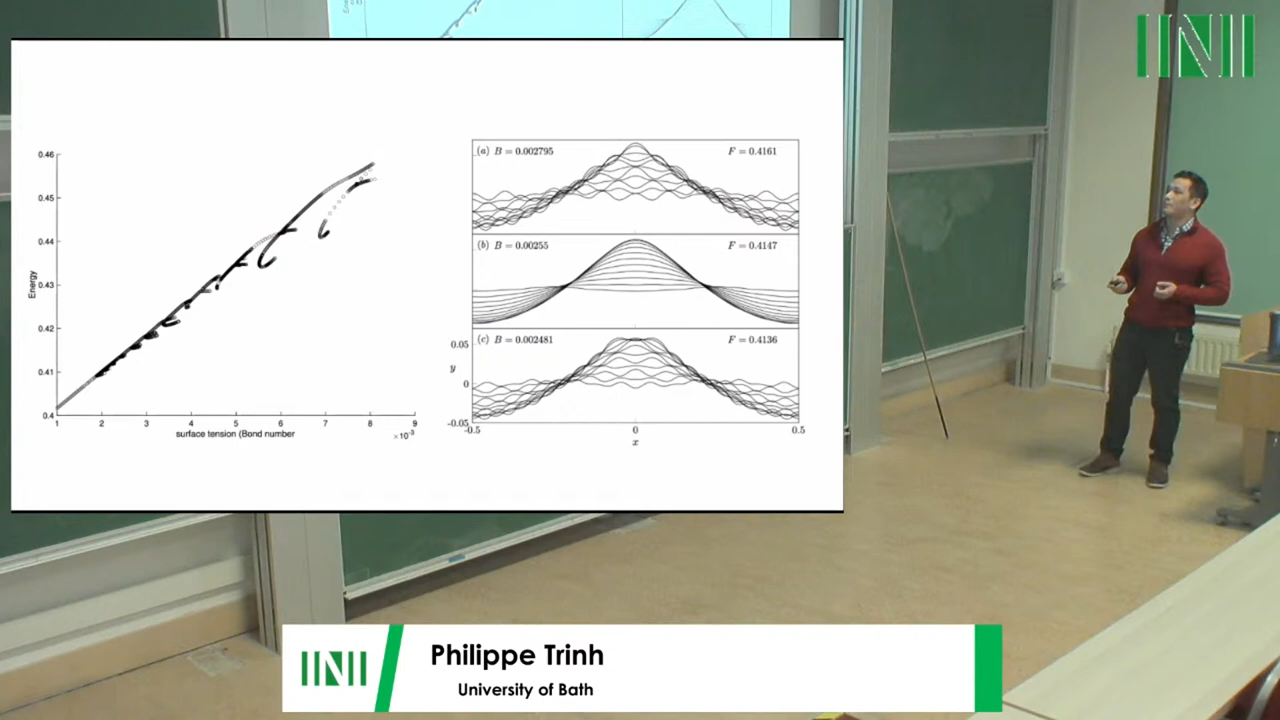 INI
0.46
0.45
0.44
0.43
0.42
0.41
0.4
Energy
1 2 3 4 5 6 7 8 9
×10⁻³
surface tension (Bond number
(a) B = 0.002795 F = 0.4161
(b) B = 0.00255 F = 0.4147
(c) B = 0.002481 F = 0.4136
0.05
y
0
-0.05
-0.5 0 0.5
x
INI
Philippe Trinh
University of Bath